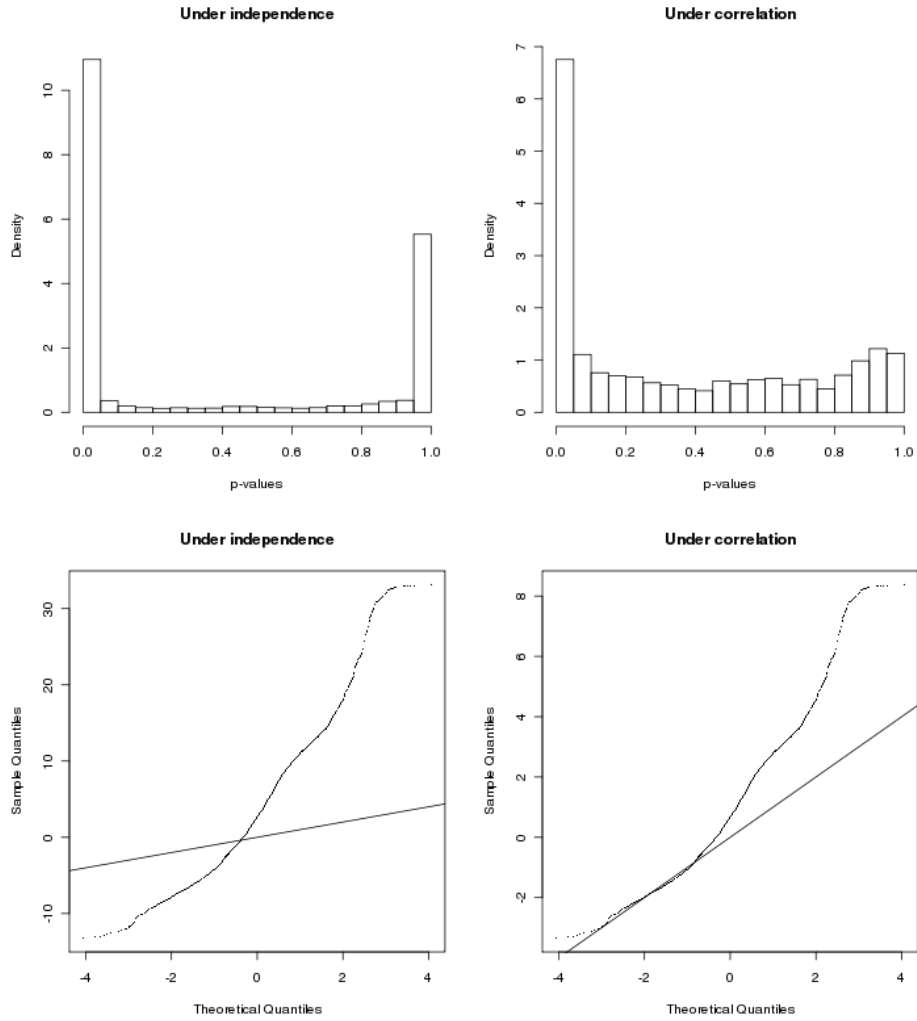 Under independence
Under correlation
Density
0 2 4 6 8 10
0.0 0.2 0.4 0.6 0.8 1.0
p-values
Density
0 1 2 3 4 5 6 7
0.0 0.2 0.4 0.6 0.8 1.0
p-values
Under independence
Under correlation
Sample Quantiles
-10 0 10 20 30
-4 -2 0 2 4
Theoretical Quantiles
Sample Quantiles
-2 0 2 4 6 8
-4 -2 0 2 4
Theoretical Quantiles